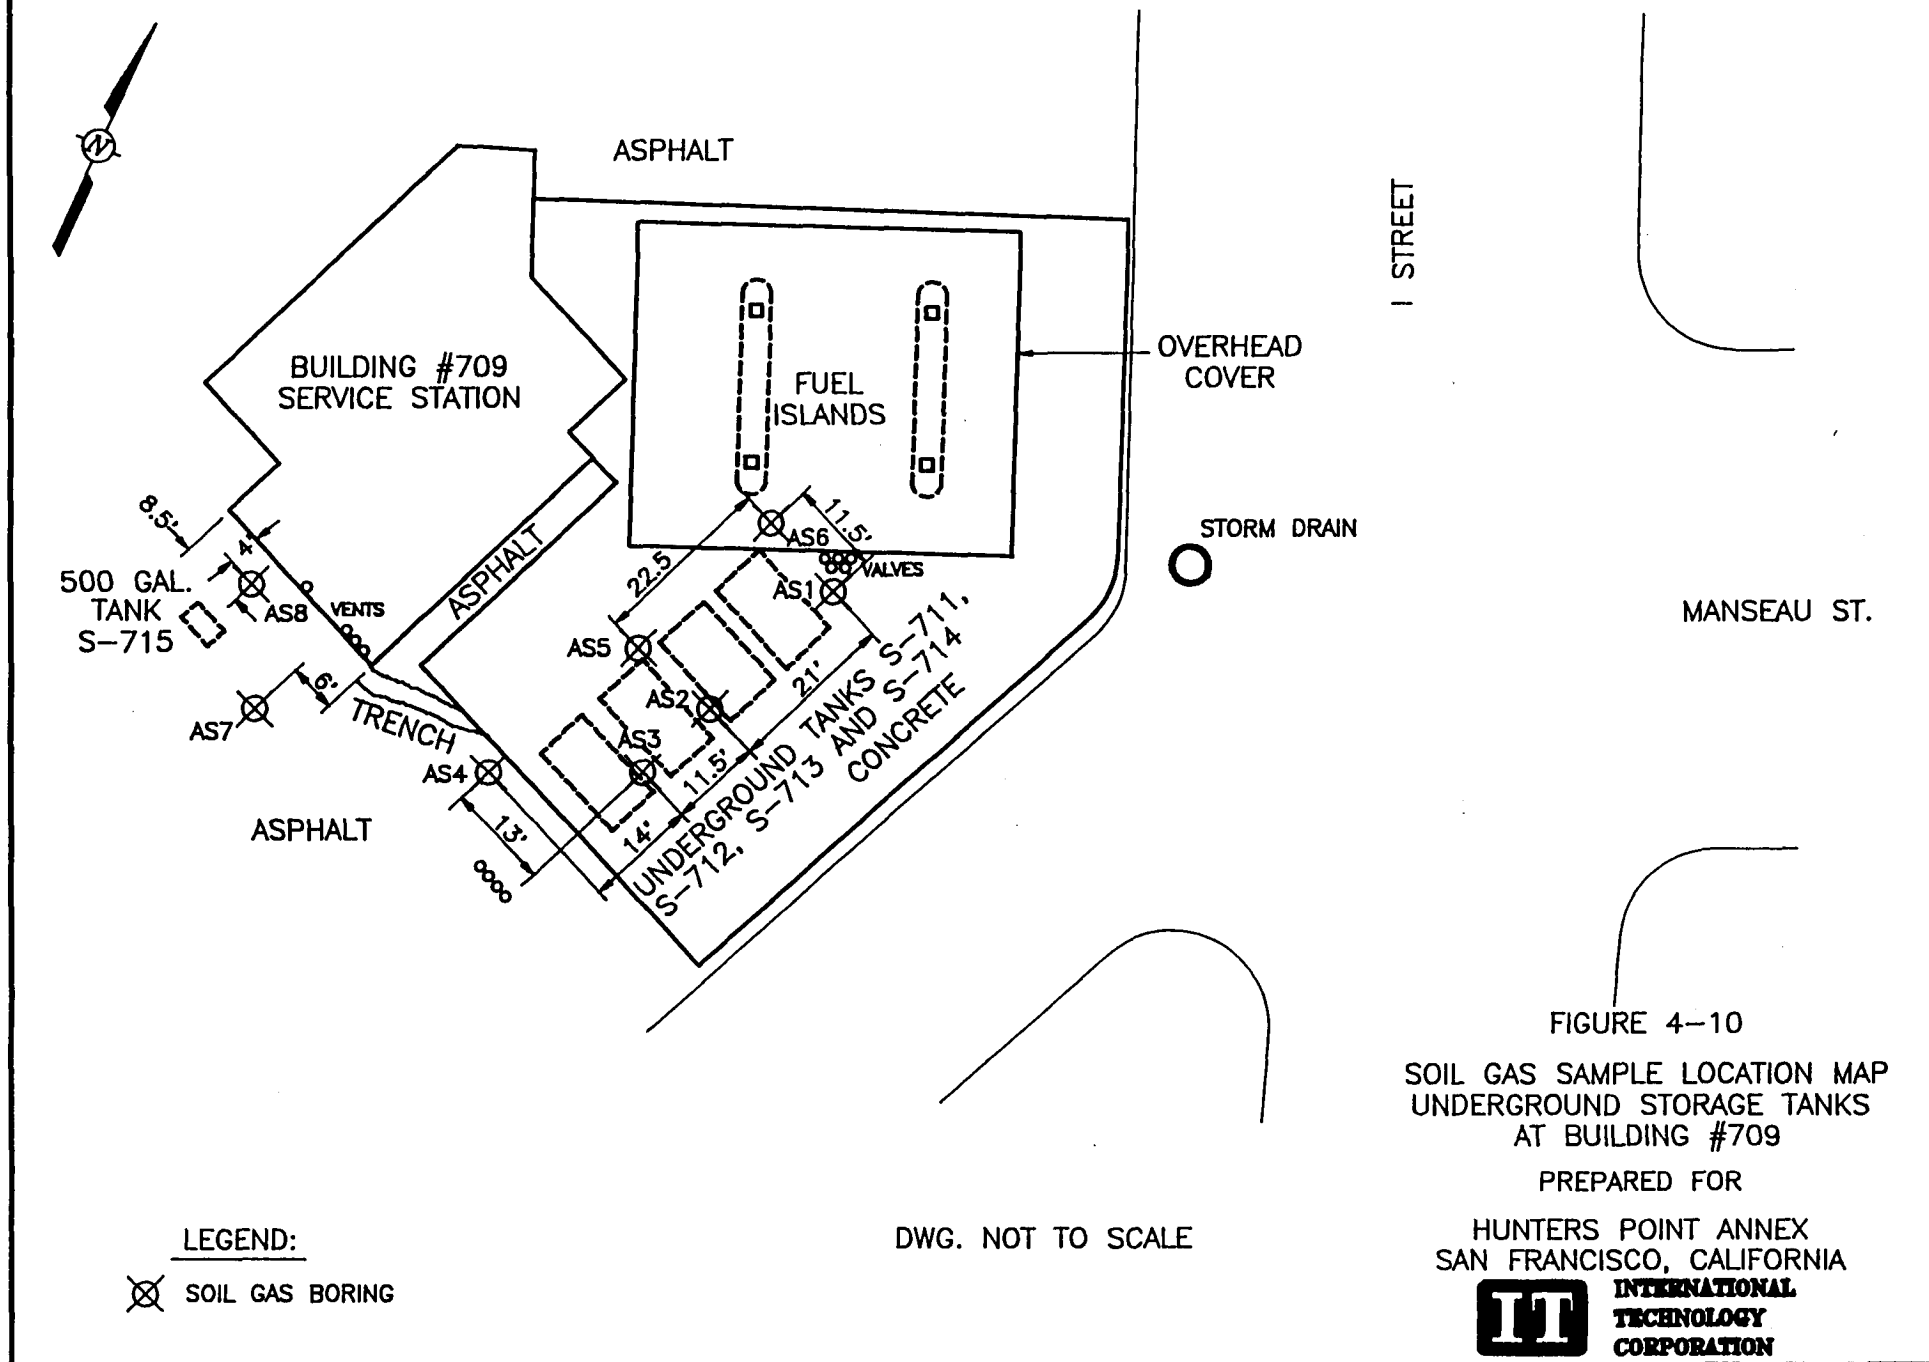 N
ASPHALT
I STREET
BUILDING #709
SERVICE STATION
FUEL
ISLANDS
OVERHEAD
COVER
8.5'
4'
500 GAL.
TANK
S-715
AS8
VENTS
ASPHALT
22.5
AS6
11.5'
VALVES
AS1
STORM DRAIN
MANSEAU ST.
AS5
AS2
21'
AS7
6'
TRENCH
AS3
11.5'
AS4
13'
14'
ASPHALT
UNDERGROUND TANKS S-711,
S-712, S-713 AND S-714
CONCRETE
FIGURE 4-10
SOIL GAS SAMPLE LOCATION MAP
UNDERGROUND STORAGE TANKS
AT BUILDING #709
PREPARED FOR
HUNTERS POINT ANNEX
SAN FRANCISCO, CALIFORNIA
LEGEND:
SOIL GAS BORING
DWG. NOT TO SCALE
IT
INTERNATIONAL
TECHNOLOGY
CORPORATION